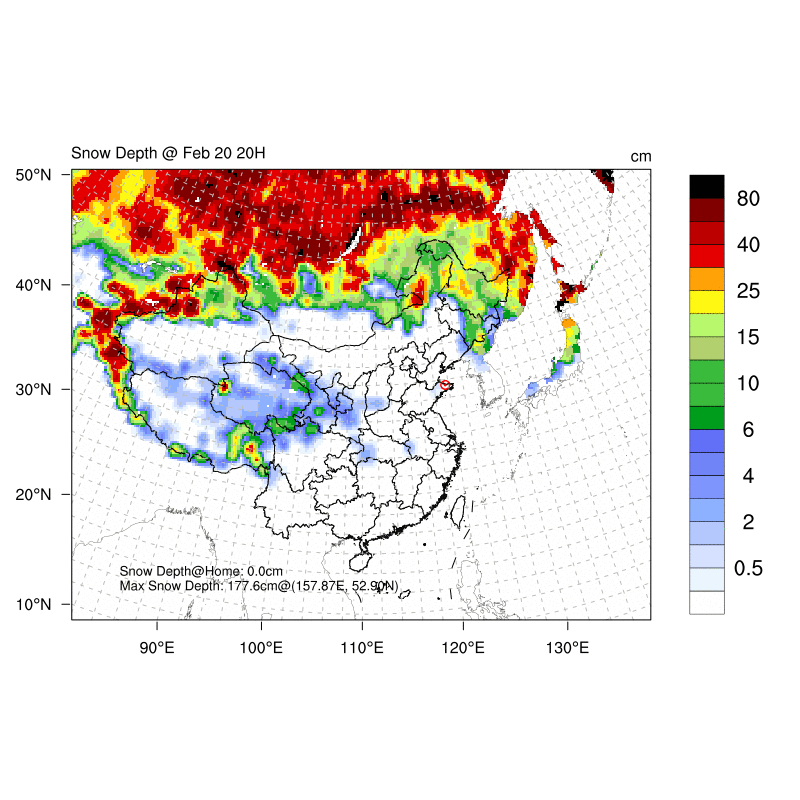 Snow Depth @ Feb 20 20H
cm
50°N
40°N
30°N
20°N
10°N
90°E
100°E
110°E
120°E
130°E
80
40
25
15
10
6
4
2
0.5
Snow Depth@Home: 0.0cm
Max Snow Depth: 177.6cm@(157.87E, 52.90N)